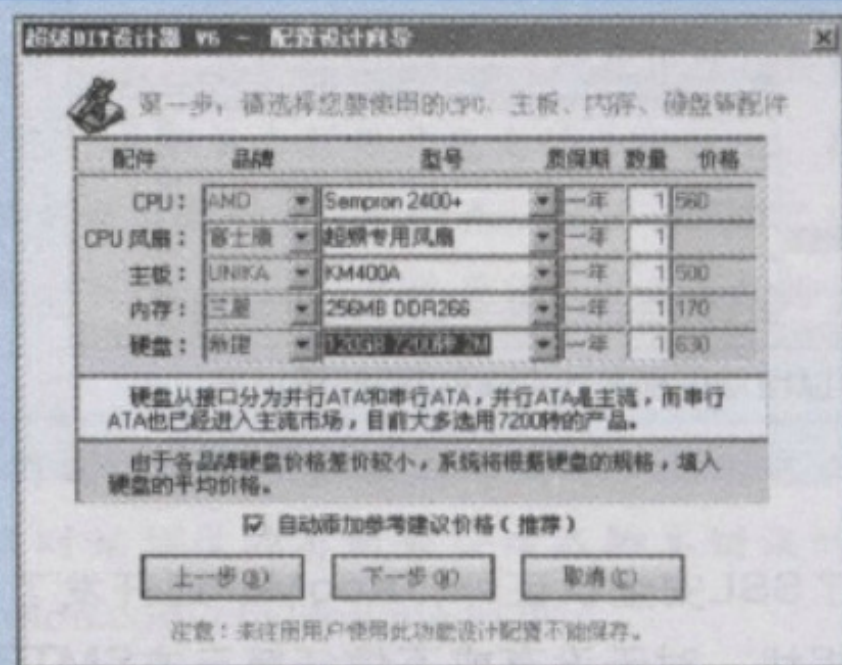 超级DIY设计器 V6 - 配置设计向导
第一步，请选择您要使用的CPU、主板、内存、硬盘等配件
配件 品牌 型号 质保期 数量 价格
CPU： AMD Sempron 2400+ 一年 1 560
CPU 风扇： 富士康 超频专用风扇 一年 1
主板： UNIKA KM400A 一年 1 500
内存： 三星 256MB DDR266 一年 1 170
硬盘： 希捷 120GB 7200转 2M 一年 1 630
硬盘从接口分为并行ATA和串行ATA，并行ATA是主流，而串行
ATA也已经进入主流市场，目前大多选用7200转的产品。
由于各品牌硬盘价格差价较小，系统将根据硬盘的规格，填入
硬盘的平均价格。
自动添加参考建议价格（推荐）
上一步(B) 下一步(N) 取消(C)
注意：未注册用户使用此功能设计配置不能保存。